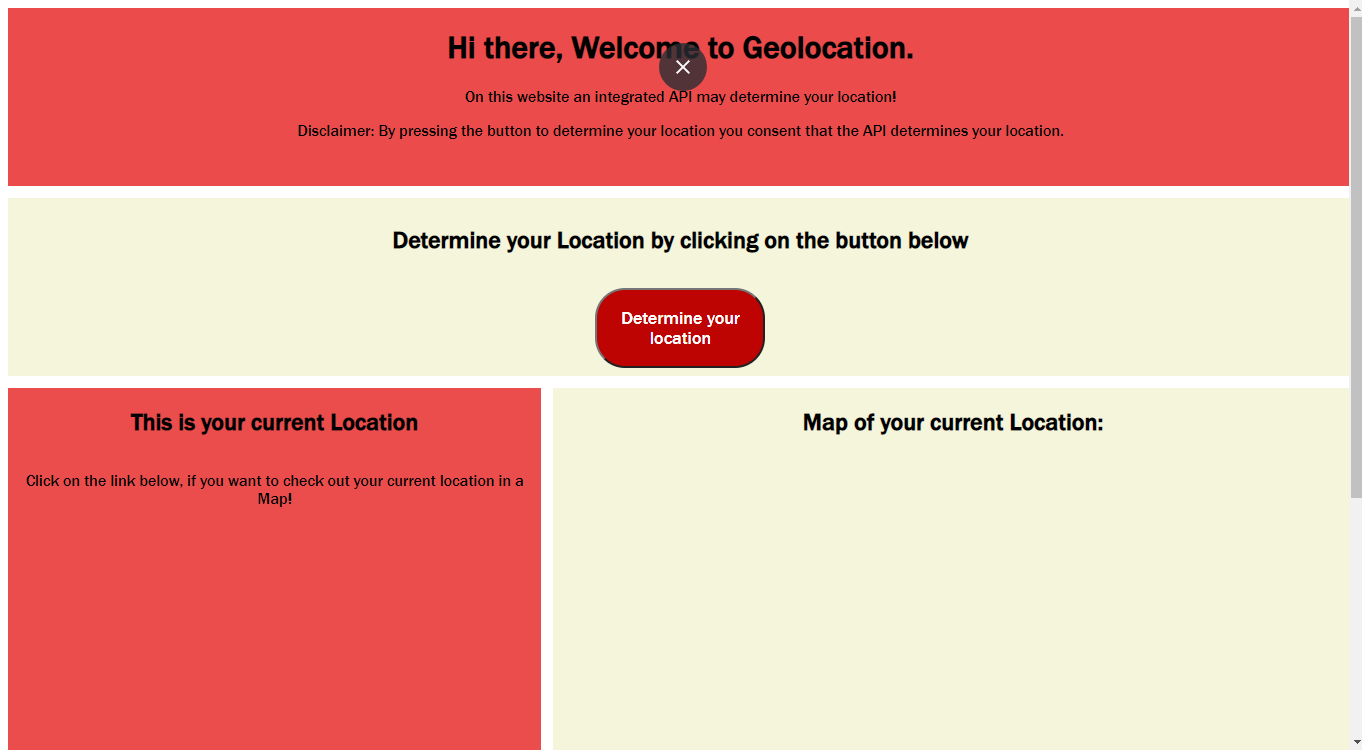 Hi there, Welcome to Geolocation.
On this website an integrated API may determine your location!
Disclaimer: By pressing the button to determine your location you consent that the API determines your location.
Determine your Location by clicking on the button below
Determine your
location
This is your current Location
Click on the link below, if you want to check out your current location in a
Map!
Map of your current Location: